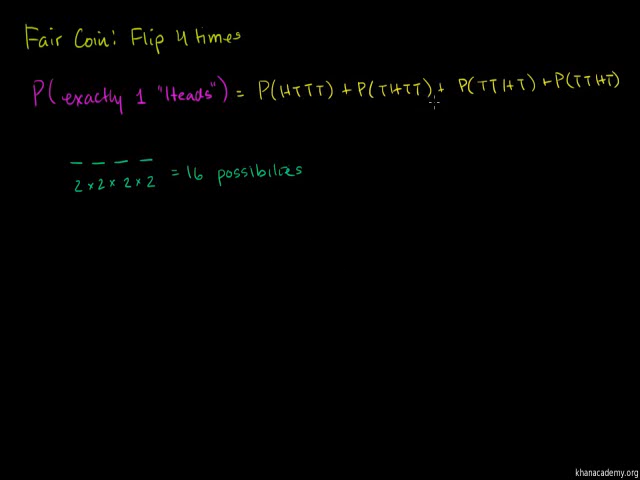 Fair Coin: Flip 4 times
P(exactly 1 "Heads") = P(HTTT) + P(THTT) + P(TTHT) + P(TTHT)
_ _ _ _
2 x 2 x 2 x 2 = 16 possibilies
khanacademy.org